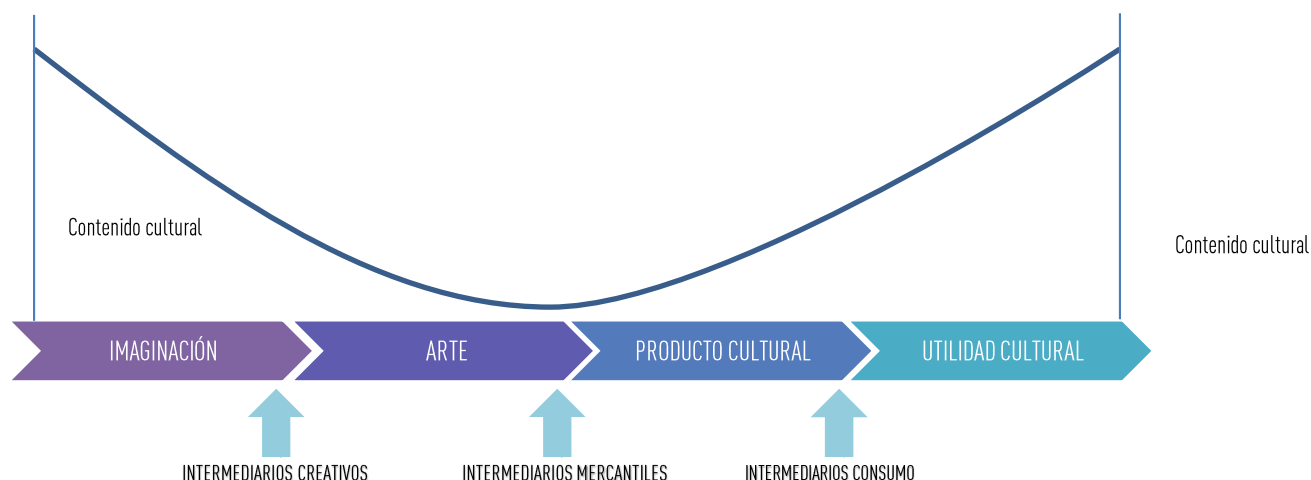 Contenido cultural
Contenido cultural
IMAGINACIÓN
ARTE
PRODUCTO CULTURAL
UTILIDAD CULTURAL
INTERMEDIARIOS CREATIVOS
INTERMEDIARIOS MERCANTILES
INTERMEDIARIOS CONSUMO